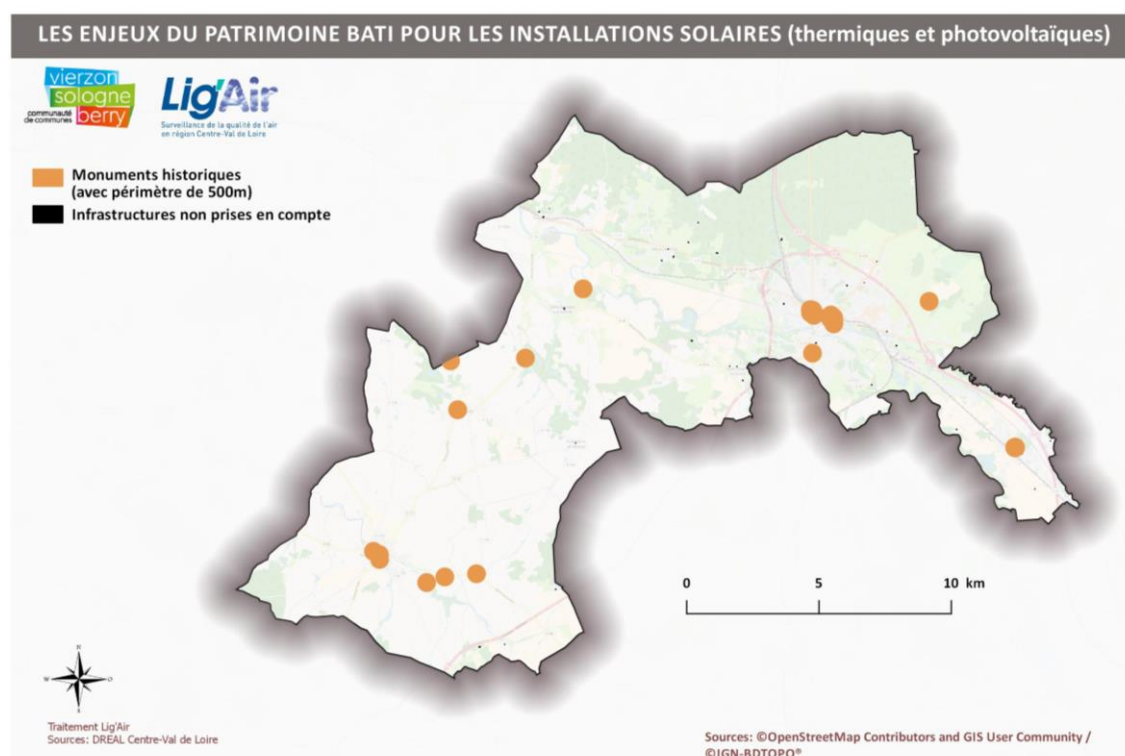 LES ENJEUX DU PATRIMOINE BATI POUR LES INSTALLATIONS SOLAIRES (thermiques et photovoltaïques)
vierzon
sologne
berry
communauté
de communes
Lig'Air
Surveillance de la qualité de l'air
en région Centre-Val de Loire
Monuments historiques
(avec périmètre de 500m)
Infrastructures non prises en compte
0 5 10 km
N
W O
S
Traitement Lig'Air
Sources: DREAL Centre-Val de Loire
Sources: ©OpenStreetMap Contributors and GIS User Community /
©IGN-BDTOPO®